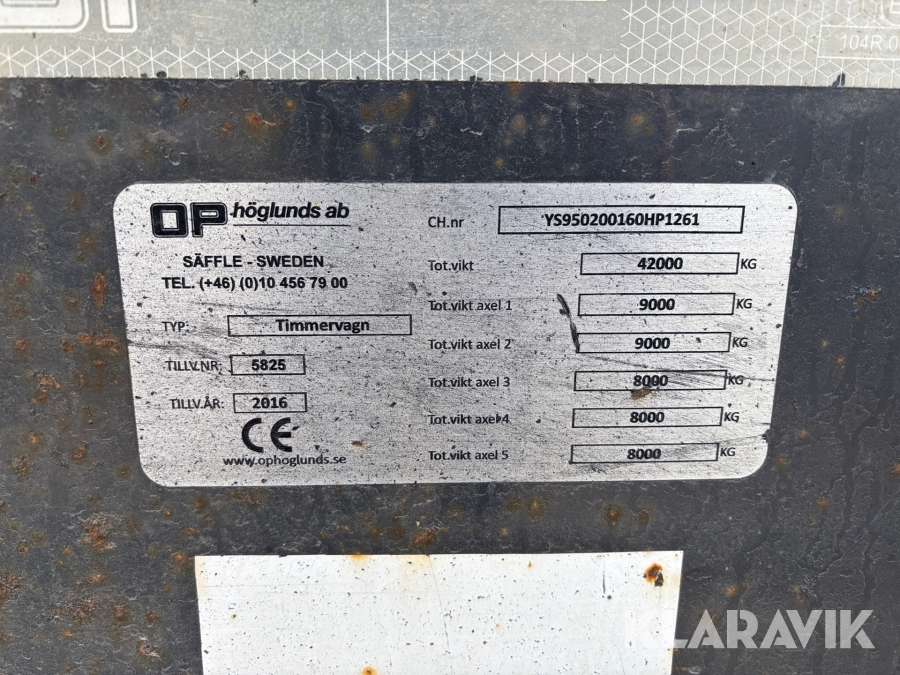 104R
OP höglunds ab
SÄFFLE - SWEDEN
TEL. (+46) (0)10 456 79 00
TYP: Timmervagn
TILLV.NR: 5825
TILLV.ÅR: 2016
CE
www.ophoglunds.se
CH.nr YS950200160HP1261
Tot.vikt 42000 KG
Tot.vikt axel 1 9000 KG
Tot.vikt axel 2 9000 KG
Tot.vikt axel 3 8000 KG
Tot.vikt axel 4 8000 KG
Tot.vikt axel 5 8000 KG
KLARAVIK